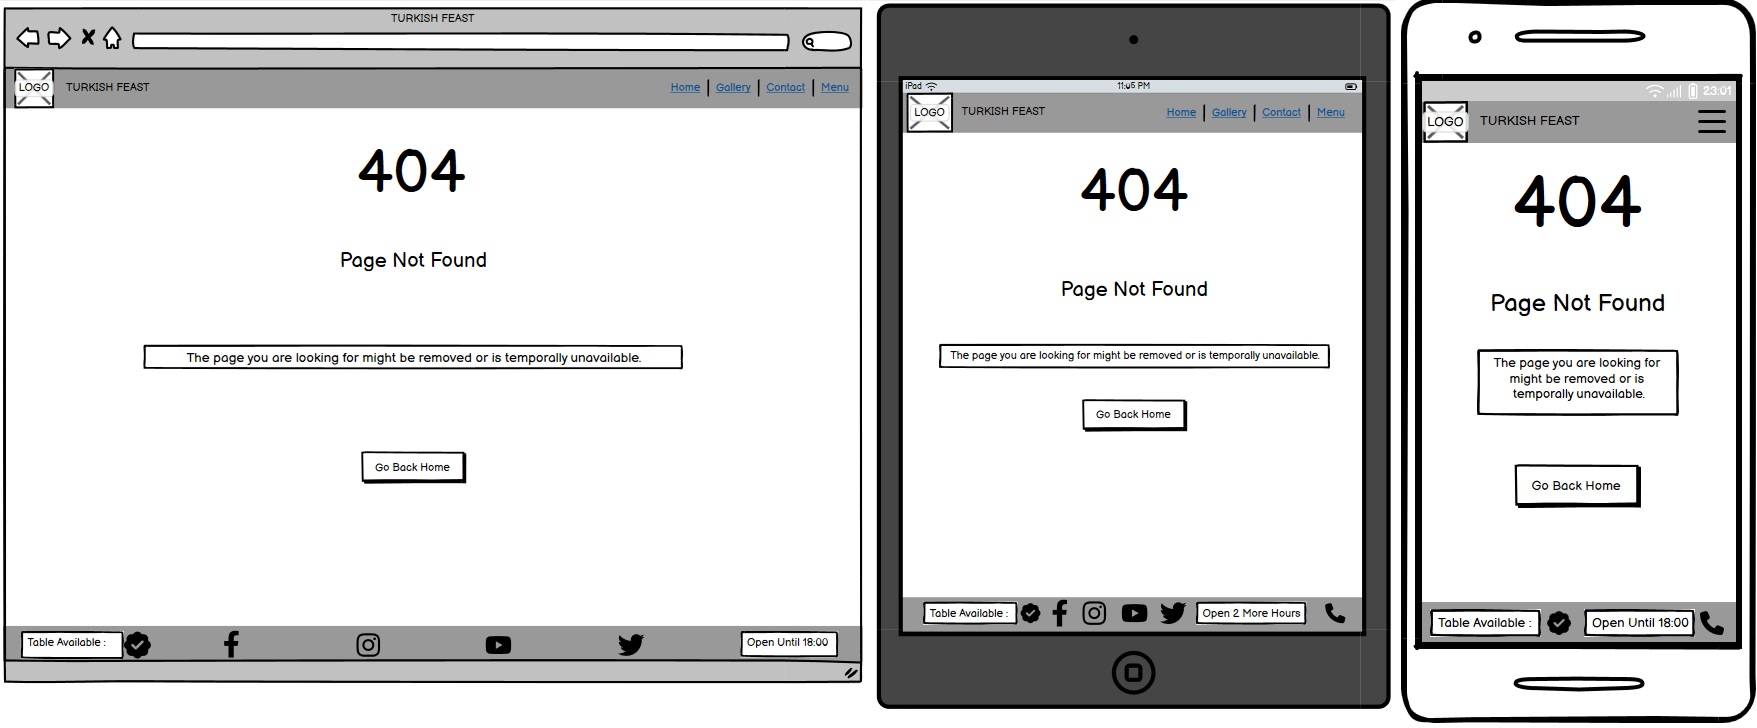 TURKISH FEAST
LOGO TURKISH FEAST Home Gallery Contact Menu
404
Page Not Found
The page you are looking for might be removed or is temporally unavailable.
Go Back Home
Table Available : Open Until 18:00
iPad 11:05 PM
LOGO TURKISH FEAST Home Gallery Contact Menu
404
Page Not Found
The page you are looking for might be removed or is temporally unavailable.
Go Back Home
Table Available : Open 2 More Hours
23:01
LOGO TURKISH FEAST
404
Page Not Found
The page you are looking for
might be removed or is
temporally unavailable.
Go Back Home
Table Available : Open Until 18:00